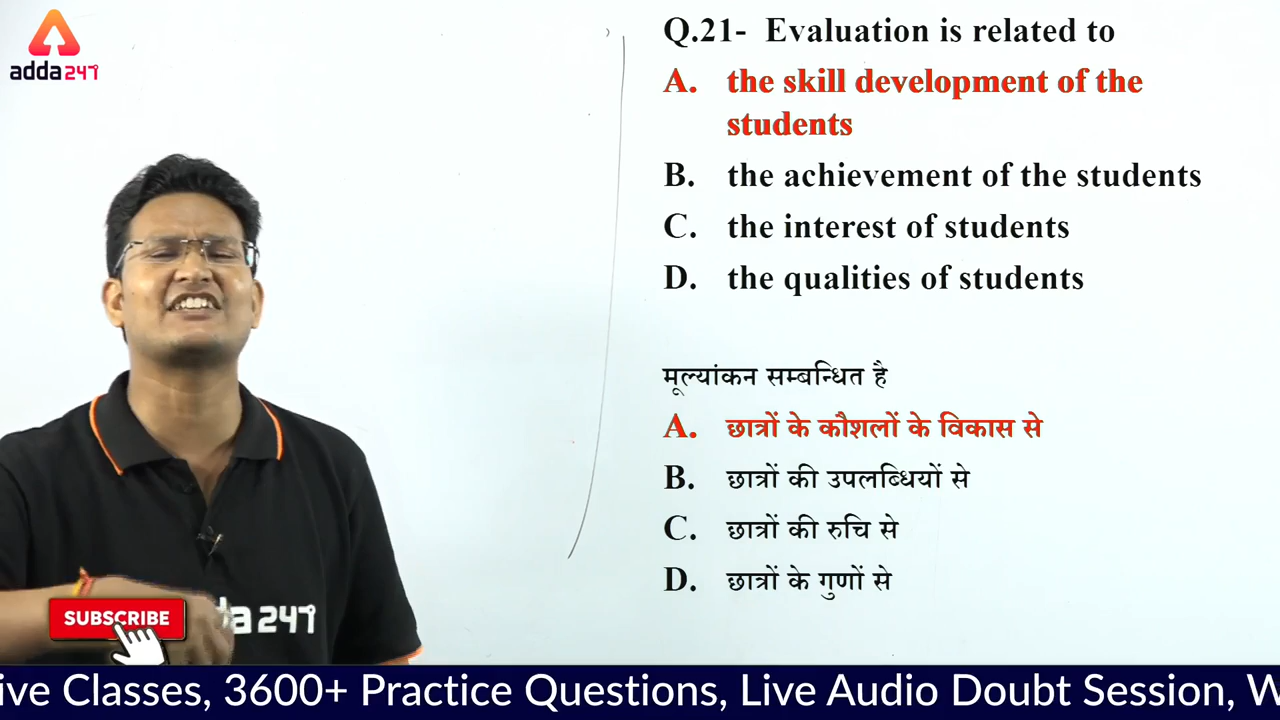 adda247
Q.21- Evaluation is related to
A. the skill development of the
students
B. the achievement of the students
C. the interest of students
D. the qualities of students
मूल्यांकन सम्बन्धित है
A. छात्रों के कौशलों के विकास से
B. छात्रों की उपलब्धियों से
C. छात्रों की रुचि से
D. छात्रों के गुणों से
SUBSCRIBE
da 247
ive Classes, 3600+ Practice Questions, Live Audio Doubt Session, W